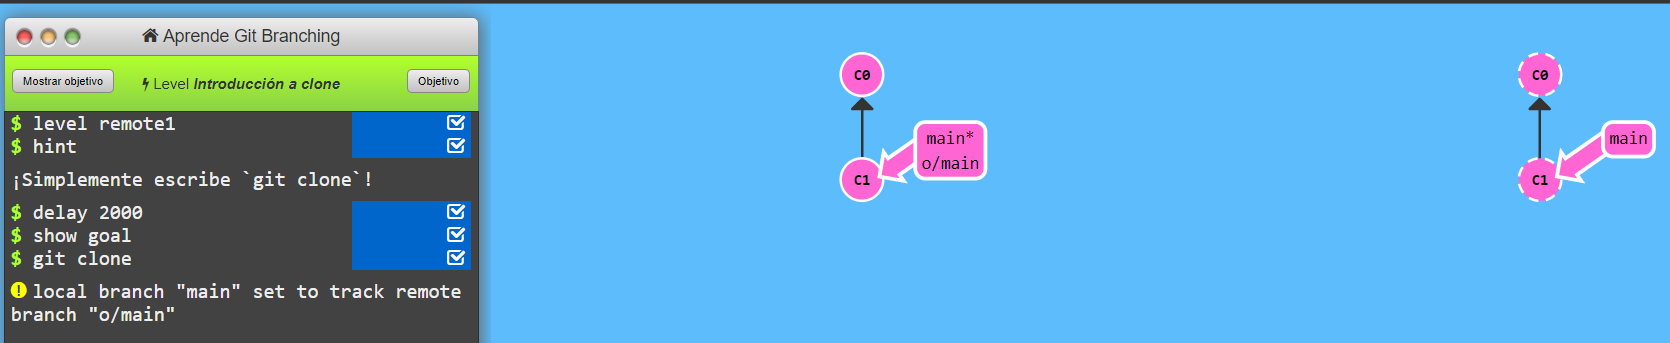 Aprende Git Branching
Mostrar objetivo
Level Introducción a clone
Objetivo
$ level remote1
$ hint
¡Simplemente escribe `git clone`!
$ delay 2000
$ show goal
$ git clone
local branch "main" set to track remote
branch "o/main"
C0
main*
o/main
C1
C0
main
C1